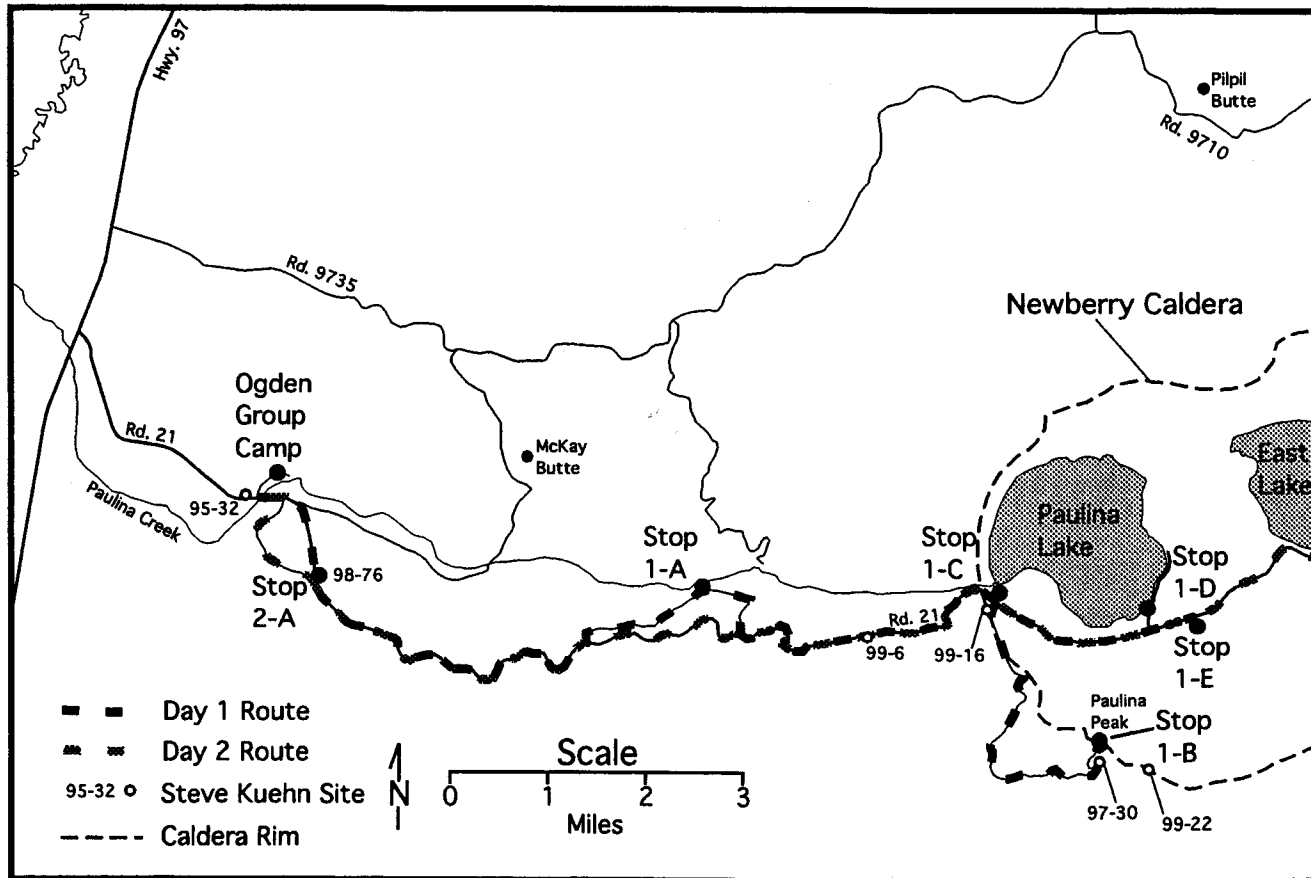 Hwy. 97
Pilpil
Butte
Rd. 9710
Rd. 9735
Newberry Caldera
Ogden
Group
Camp
Rd. 21
McKay
Butte
East
Lake
95-32
Paulina Creek
Paulina
Lake
Stop
1-A
Stop
1-C
Stop
1-D
98-76
Stop
2-A
Rd. 21
99-6
99-16
Stop
1-E
Paulina
Peak
Stop
1-B
97-30
99-22
Day 1 Route
Day 2 Route
95-32 Steve Kuehn Site
Caldera Rim
N
Scale
0 1 2 3
Miles